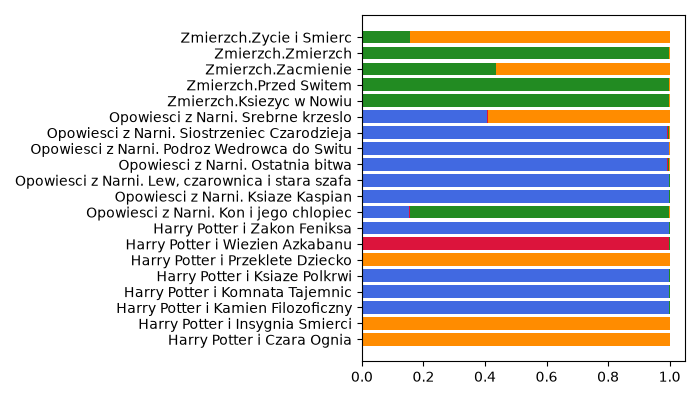 Zmierzch.Zycie i Smierc
Zmierzch.Zmierzch
Zmierzch.Zacmienie
Zmierzch.Przed Switem
Zmierzch.Ksiezyc w Nowiu
Opowiesci z Narni. Srebrne krzeslo
Opowiesci z Narni. Siostrzeniec Czarodzieja
Opowiesci z Narni. Podroz Wedrowca do Switu
Opowiesci z Narni. Ostatnia bitwa
Opowiesci z Narni. Lew, czarownica i stara szafa
Opowiesci z Narni. Ksiaze Kaspian
Opowiesci z Narni. Kon i jego chlopiec
Harry Potter i Zakon Feniksa
Harry Potter i Wiezien Azkabanu
Harry Potter i Przeklete Dziecko
Harry Potter i Ksiaze Polkrwi
Harry Potter i Komnata Tajemnic
Harry Potter i Kamien Filozoficzny
Harry Potter i Insygnia Smierci
Harry Potter i Czara Ognia
0.0 0.2 0.4 0.6 0.8 1.0